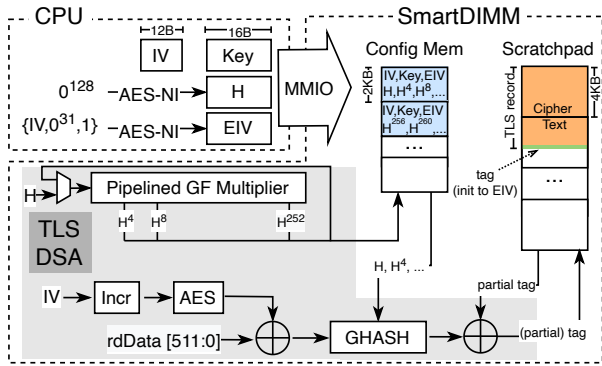 CPU
SmartDIMM
12B
16B
IV
Key
0^128
AES-NI
H
{IV,0^31,1}
AES-NI
EIV
MMIO
Config Mem
2KB
IV,Key,EIV
H,H^4,H^8,...
IV,Key,EIV
H^256,H^260,...
...
Scratchpad
TLS record
4KB
Cipher
Text
tag
(init to EIV)
...
H
Pipelined GF Multiplier
H^4
H^8
H^252
TLS
DSA
H, H^4, ...
partial tag
(partial) tag
IV
Incr
AES
rdData [511:0]
GHASH